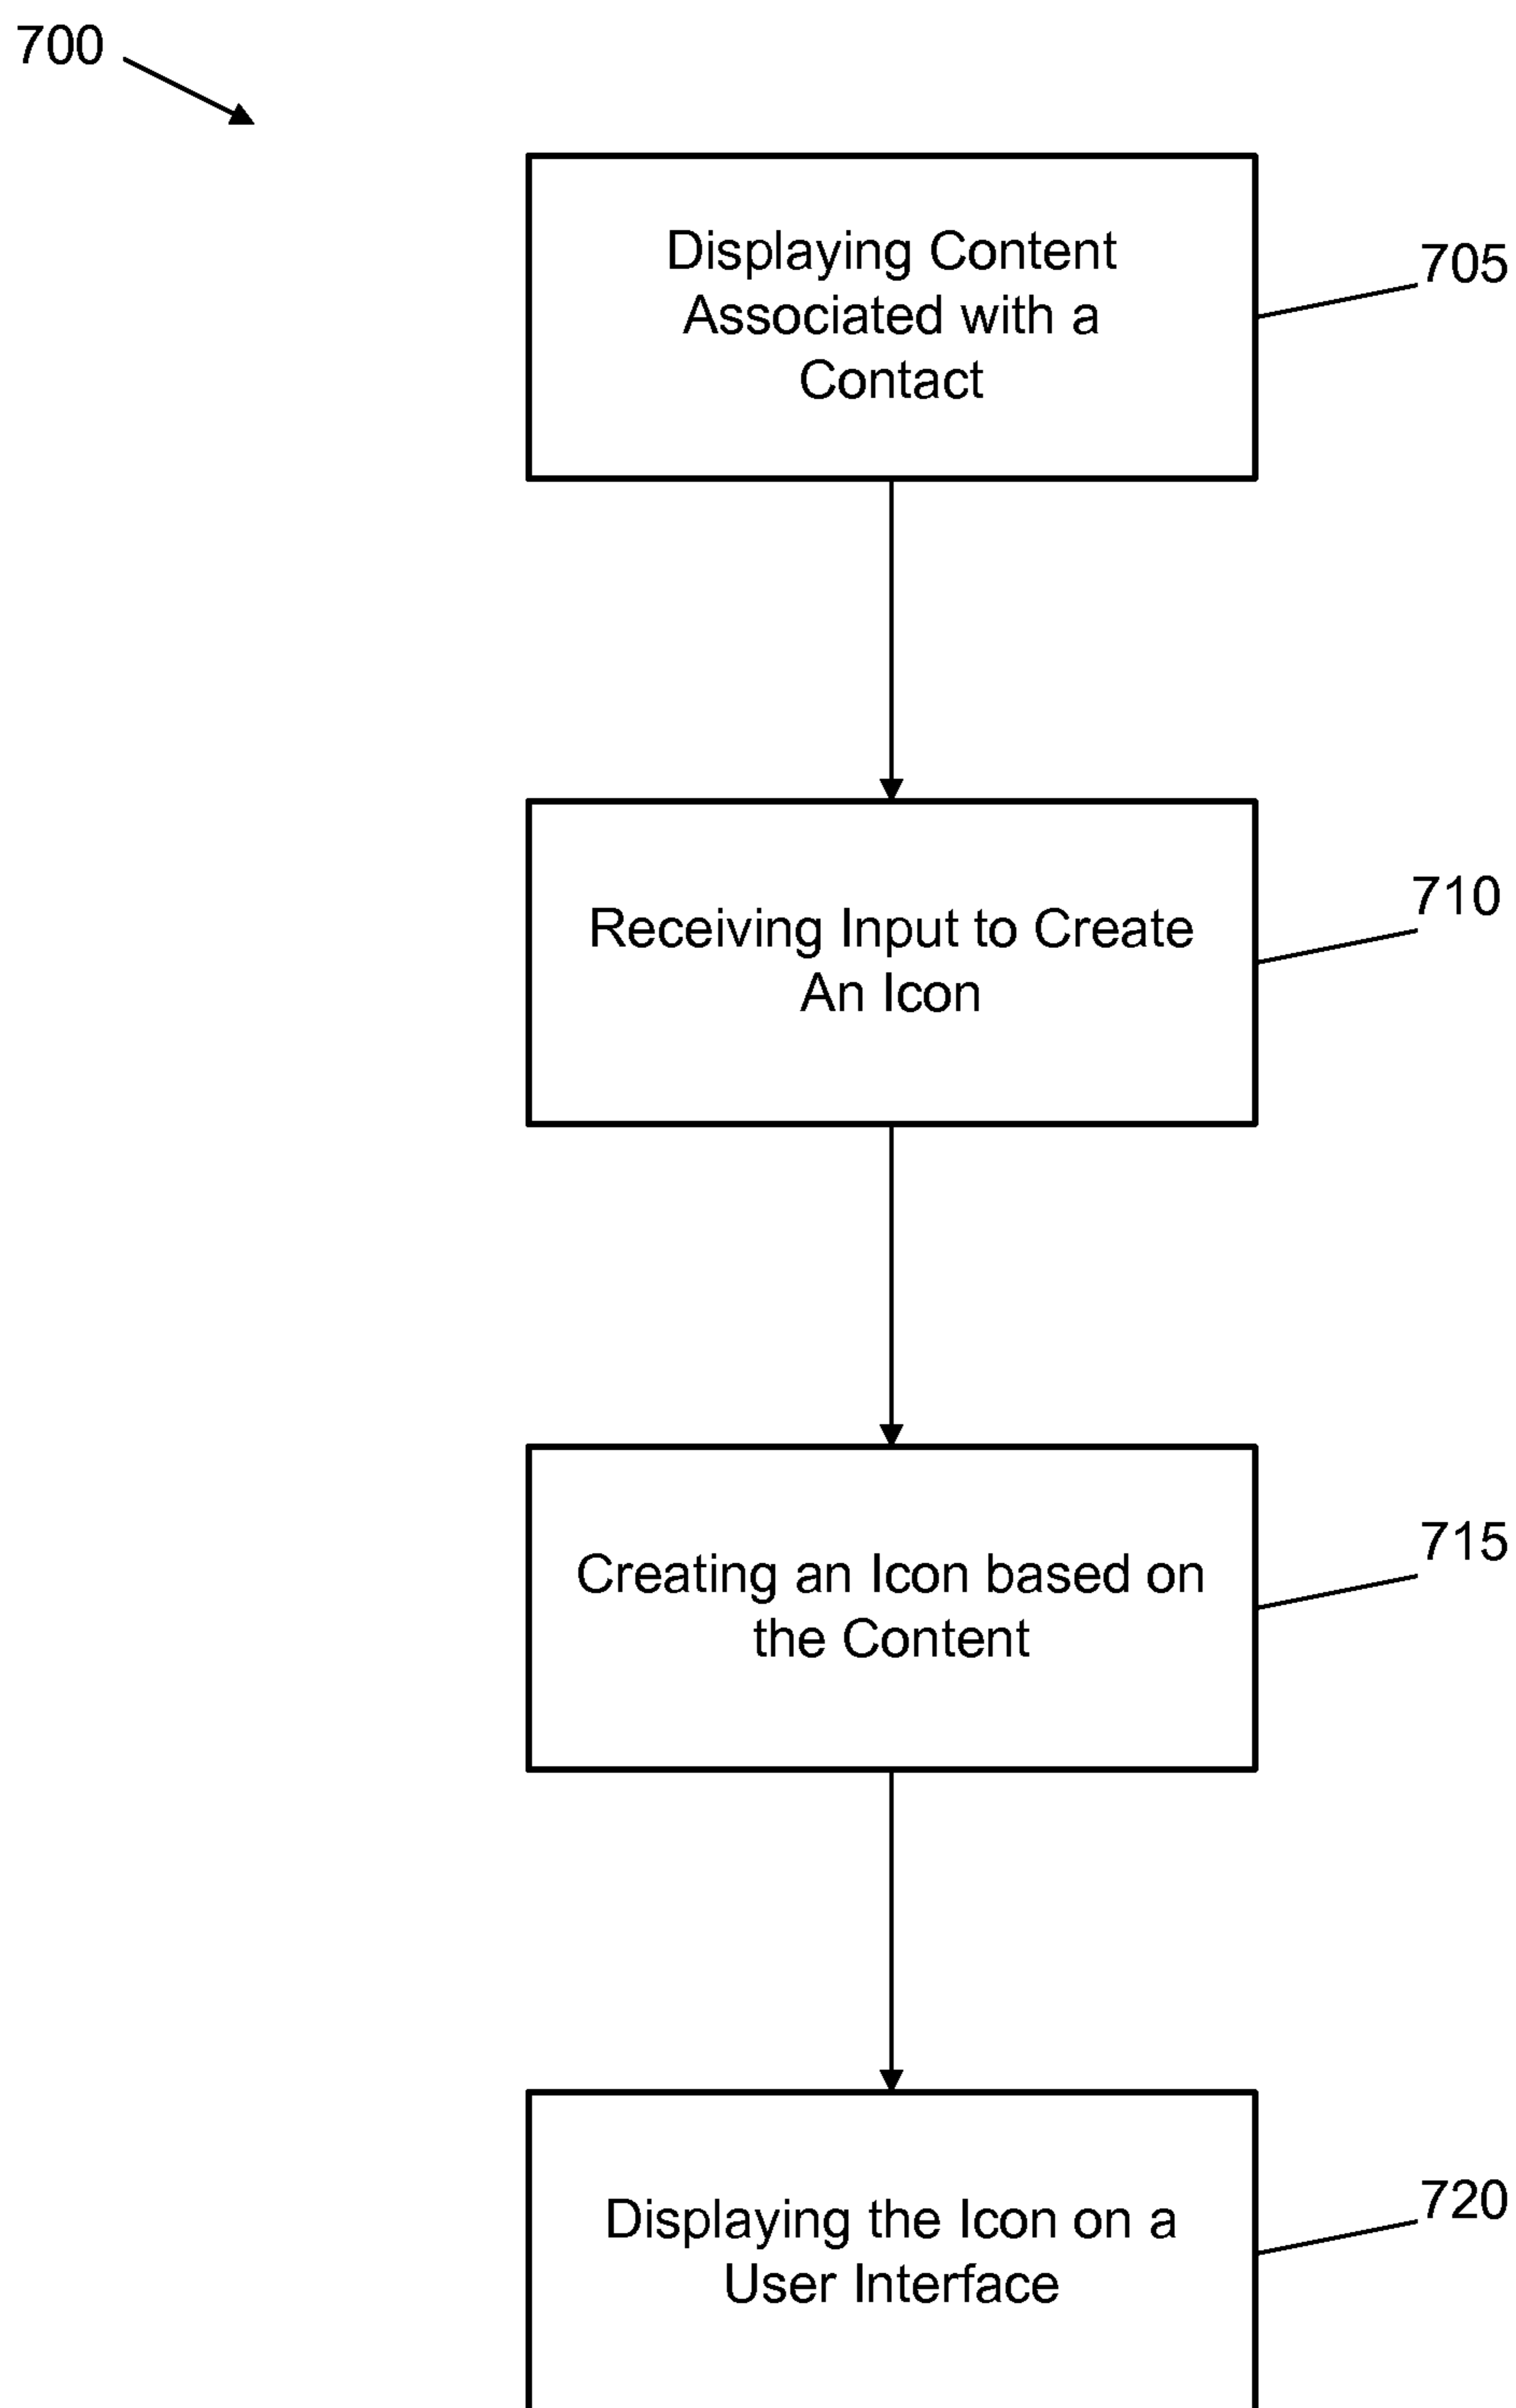 700
Displaying Content
Associated with a
Contact
705
Receiving Input to Create
An Icon
710
Creating an Icon based on
the Content
715
Displaying the Icon on a
User Interface
720